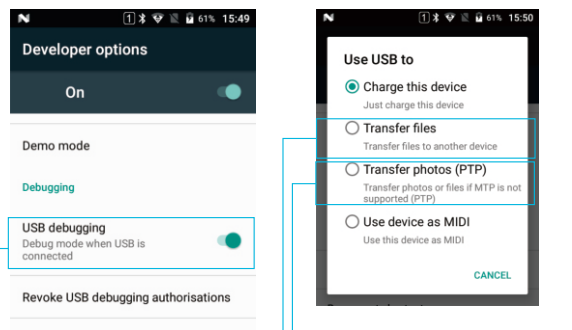 N 1 61% 15:49
Developer options
On
Demo mode
Debugging
USB debugging
Debug mode when USB is
connected
Revoke USB debugging authorisations
N 1 61% 15:50
Use USB to
Charge this device
Just charge this device
Transfer files
Transfer files to another device
Transfer photos (PTP)
Transfer photos or files if MTP is not
supported (PTP)
Use device as MIDI
Use this device as MIDI
CANCEL